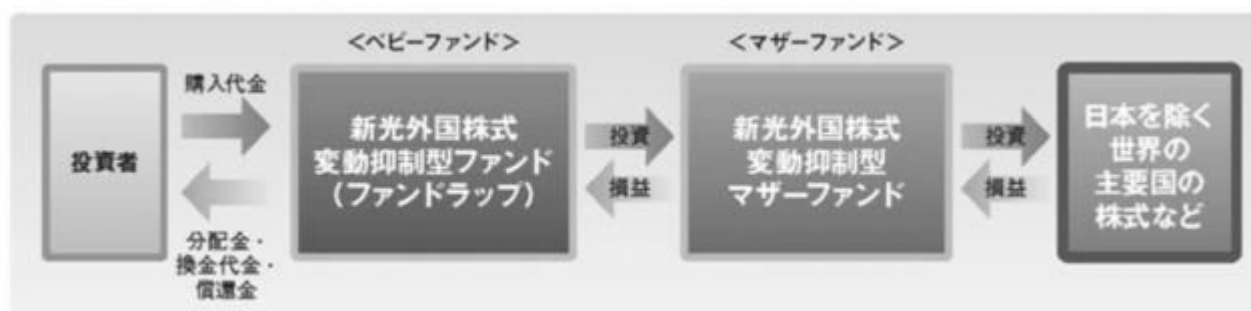 <ベビーファンド>
<マザーファンド>
投資者
購入代金
分配金・
換金代金・
償還金
新光外国株式
変動抑制型ファンド
(ファンドラップ)
投資
損益
新光外国株式
変動抑制型
マザーファンド
投資
損益
日本を除く
世界の
主要国の
株式など